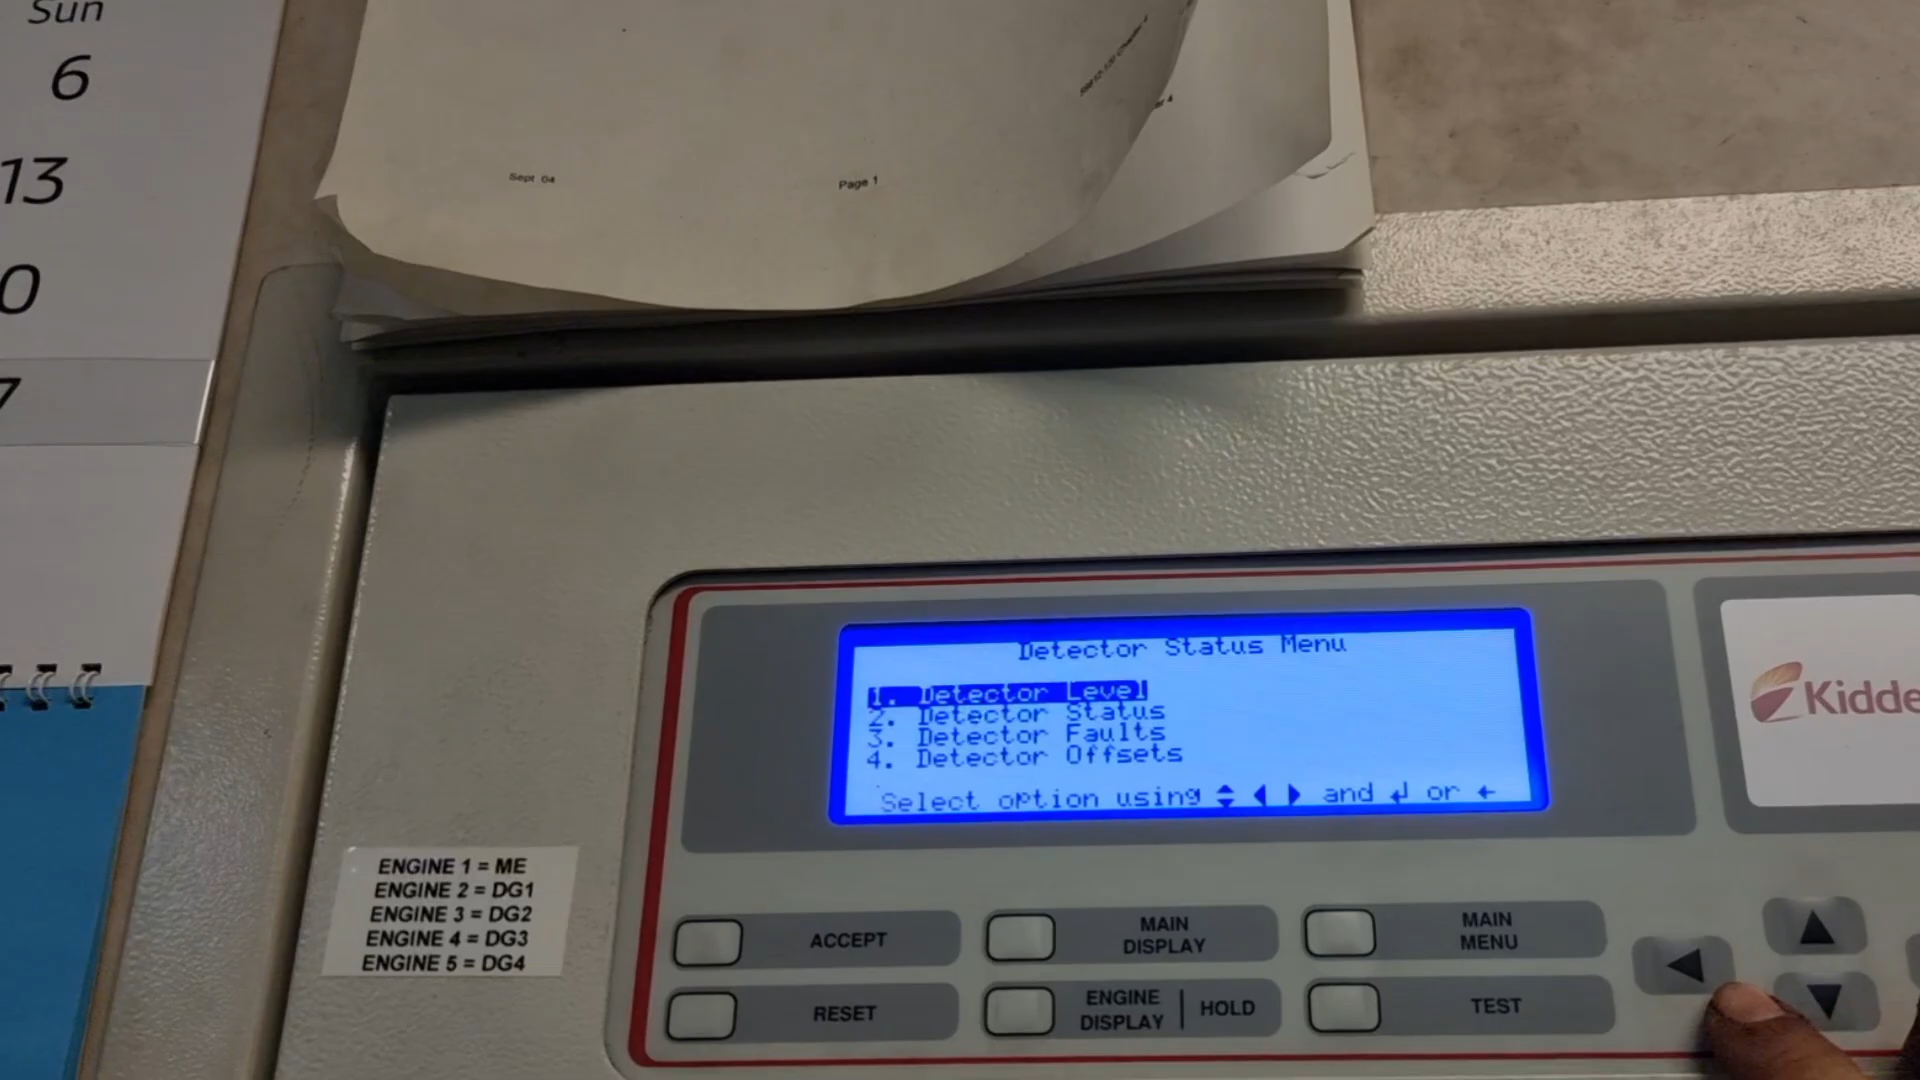 Sun
6
13
0
7
Sept 04
Page 1
Detector Status Menu
1. Detector Level
2. Detector Status
3. Detector Faults
4. Detector Offsets
Select option using and or
Kidde
ENGINE 1 = ME
ENGINE 2 = DG1
ENGINE 3 = DG2
ENGINE 4 = DG3
ENGINE 5 = DG4
ACCEPT
MAIN
DISPLAY
MAIN
MENU
RESET
ENGINE
DISPLAY
HOLD
TEST